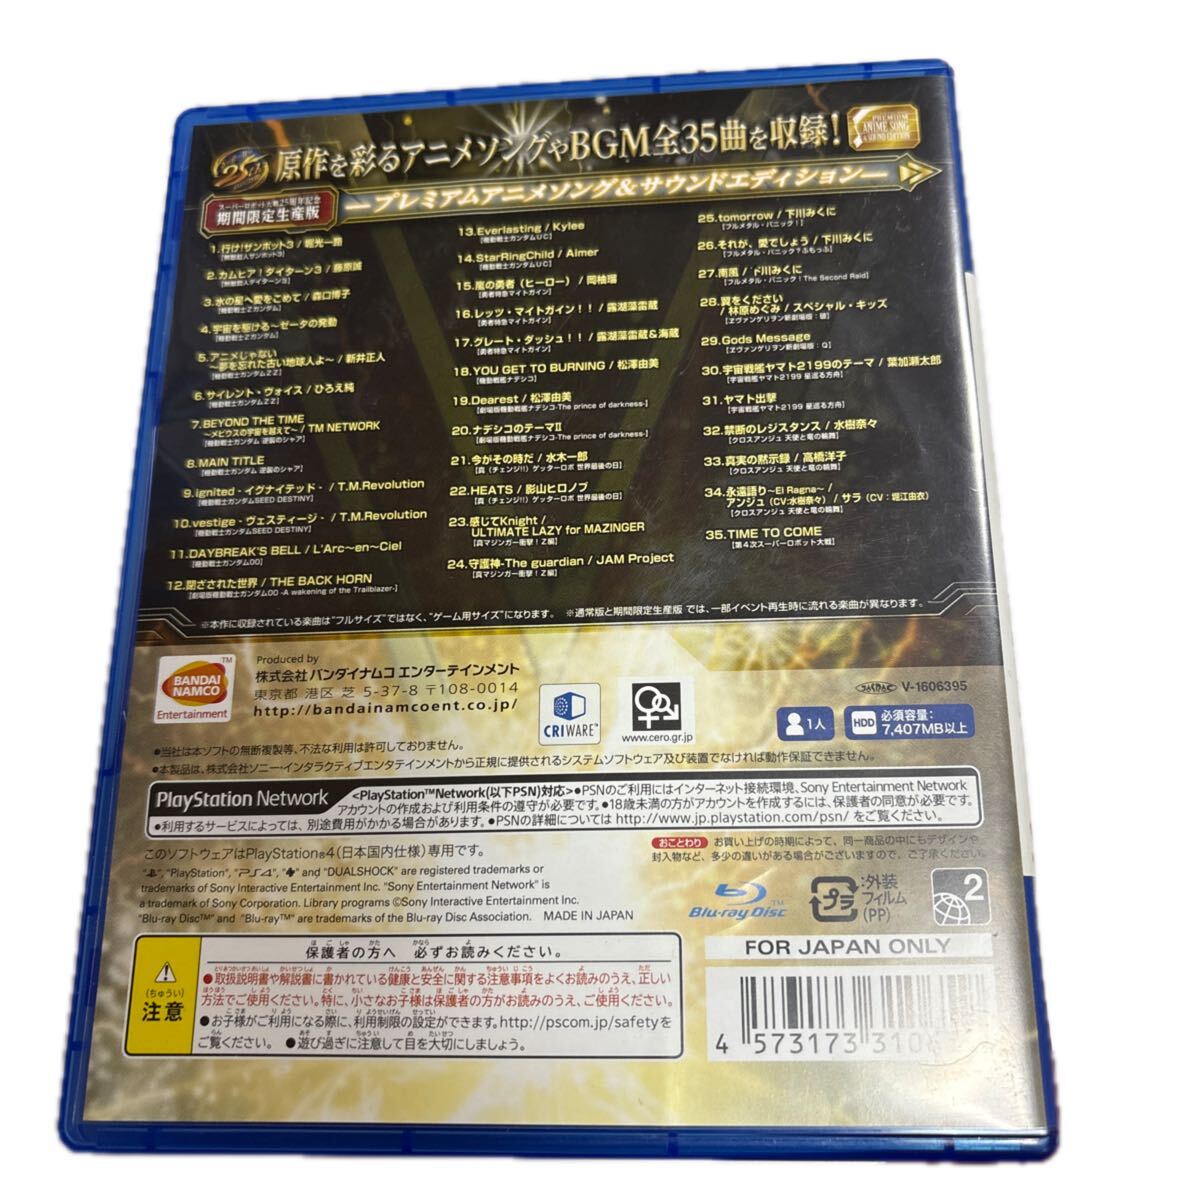 原作を彩るアニメソングやBGM全35曲を収録!
PREMIUM
ANIME SONG
& SOUND EDITION
スーパーロボット大戦25周年記念
期間限定生産版
―プレミアムアニメソング&サウンドエディション―
1.行け!ザンボット3 / 堀光一路
[無敵超人ザンボット3]
2.カムヒア!ダイターン3 / 藤原誠
[無敵鋼人ダイターン3]
3.水の星へ愛をこめて / 森口博子
[機動戦士Zガンダム]
4.宇宙を駆ける～ゼータの発動
[機動戦士Zガンダム]
5.アニメじゃない
～夢を忘れた古い地球人よ～ / 新井正人
[機動戦士ガンダムZZ]
6.サイレント・ヴォイス / ひろえ純
[機動戦士ガンダムZZ]
7.BEYOND THE TIME
～メビウスの宇宙を越えて～ / TM NETWORK
[機動戦士ガンダム 逆襲のシャア]
8.MAIN TITLE
[機動戦士ガンダム 逆襲のシャア]
9.ignited - イグナイテッド - / T.M.Revolution
[機動戦士ガンダムSEED DESTINY]
10.vestige - ヴェスティージ - / T.M.Revolution
[機動戦士ガンダムSEED DESTINY]
11.DAYBREAK'S BELL / L'Arc～en～Ciel
[機動戦士ガンダム00]
12.閉ざされた世界 / THE BACK HORN
[劇場版機動戦士ガンダム00 -A wakening of the Trailblazer-]
13.Everlasting / Kylee
[機動戦士ガンダムUC]
14.StarRingChild / Aimer
[機動戦士ガンダムUC]
15.嵐の勇者（ヒーロー）/ 岡柚瑠
[勇者特急マイトガイン]
16.レッツ・マイトガイン！！ / 露湖藻雷蔵
[勇者特急マイトガイン]
17.グレート・ダッシュ！！ / 露湖藻雷蔵&海蔵
[勇者特急マイトガイン]
18.YOU GET TO BURNING / 松澤由美
[機動戦艦ナデシコ]
19.Dearest / 松澤由美
[劇場版機動戦艦ナデシコ-The prince of darkness-]
20.ナデシコのテーマII
[劇場版機動戦艦ナデシコ-The prince of darkness-]
21.今がその時だ / 水木一郎
[真（チェンジ!!）ゲッターロボ 世界最後の日]
22.HEATS / 影山ヒロノブ
[真（チェンジ!!）ゲッターロボ 世界最後の日]
23.感じてKnight /
ULTIMATE LAZY for MAZINGER
[真マジンガー衝撃！Z編]
24.守護神-The guardian / JAM Project
[真マジンガー衝撃！Z編]
25.tomorrow / 下川みくに
[フルメタル・パニック！]
26.それが、愛でしょう / 下川みくに
[フルメタル・パニック？ふもっふ]
27.南風 / 下川みくに
[フルメタル・パニック！The Second Raid]
28.翼をください
/ 林原めぐみ / スペシャル・キッズ
[ヱヴァンゲリヲン新劇場版：破]
29.Gods Message
[ヱヴァンゲリヲン新劇場版：Q]
30.宇宙戦艦ヤマト2199のテーマ / 葉加瀬太郎
[宇宙戦艦ヤマト2199 星巡る方舟]
31.ヤマト出撃
[宇宙戦艦ヤマト2199 星巡る方舟]
32.禁断のレジスタンス / 水樹奈々
[クロスアンジュ 天使と竜の輪舞]
33.真実の黙示録 / 高橋洋子
[クロスアンジュ 天使と竜の輪舞]
34.永遠語り～El Ragna～ /
アンジュ（CV:水樹奈々）/ サラ（CV：堀江由衣）
[クロスアンジュ 天使と竜の輪舞]
35.TIME TO COME
[第4次スーパーロボット大戦]
※本作に収録されている楽曲は"フルサイズ"ではなく、"ゲーム用サイズ"になります。 ※通常版と期間限定生産版 では、一部イベント再生時に流れる楽曲が異なります。
BANDAI
NAMCO
Entertainment
TM
Produced by
株式会社バンダイナムコ エンターテインメント
東京都 港区 芝 5-37-8 〒108-0014
http://bandainamcoent.co.jp/
CRIWARE™
www.cero.gr.jp
V-1606395
1人
HDD 必須容量：
7,407MB以上
●当社は本ソフトの無断複製等、不法な利用は許可しておりません。
●本製品は、株式会社ソニー・インタラクティブエンタテインメントから正規に提供されるシステムソフトウェア及び装置でなければ動作保証できません。
PlayStation Network
<PlayStation™Network(以下PSN)対応>●PSNのご利用にはインターネット接続環境、Sony Entertainment Network
アカウントの作成および利用条件の遵守が必要です。●18歳未満の方がアカウントを作成するには、保護者の同意が必要です。
●利用するサービスによっては、別途費用がかかる場合があります。●PSNの詳細については http://www.jp.playstation.com/psn/ をご覧ください。
このソフトウェアはPlayStation®4(日本国内仕様)専用です。
"PlayStation", "PS4", and "DUALSHOCK" are registered trademarks or
trademarks of Sony Interactive Entertainment Inc. "Sony Entertainment Network" is
a trademark of Sony Corporation. Library programs ©Sony Interactive Entertainment Inc.
"Blu-ray Disc™" and "Blu-ray™" are trademarks of the Blu-ray Disc Association. MADE IN JAPAN
おことわり お買い上げの時期によって、同一商品の中にもデザインや
封入物など、多少の違いがある場合がございますので、ご了承ください。
Blu-ray Disc™
プラ
:外装
フィルム
(PP)
2
FOR JAPAN ONLY
(ちゅうい)
注意
保護者の方へ 必ずお読みください。
●取扱説明書や解説書に書かれている健康と安全に関する注意事項をよくお読みのうえ、正しい
方法でご使用ください。特に、小さなお子様は保護者の方がお読みのうえ、ご使用ください。
●お子様がご利用になる際に、利用制限の設定ができます。http://pscom.jp/safetyを
ご覧ください。 ●遊び過ぎに注意して目を大切にしましょう。
4 573173 310